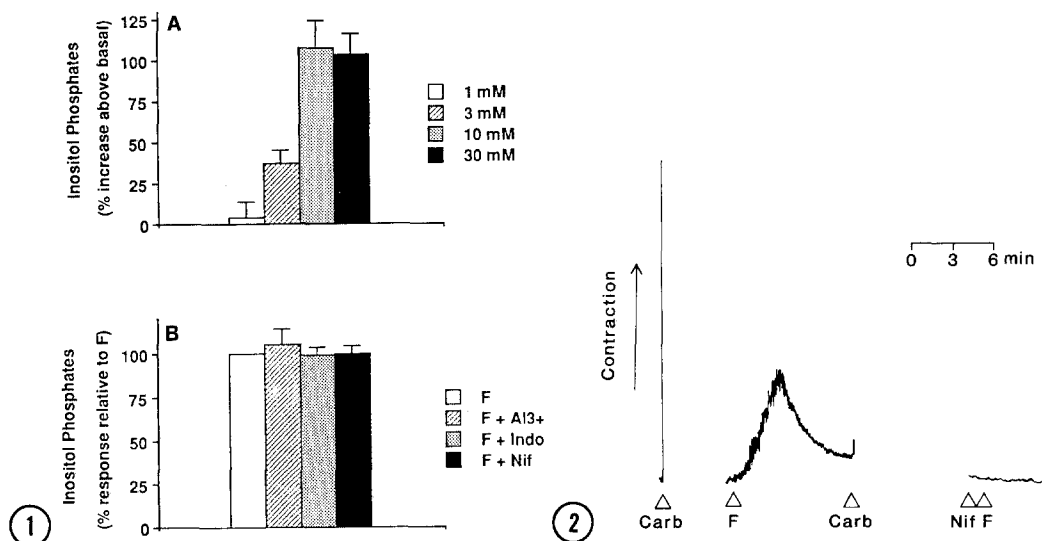 A
Inositol Phosphates
(% increase above basal)
125
100
75
50
25
0
1 mM
3 mM
10 mM
30 mM
B
Inositol Phosphates
(% response relative to F)
100
75
50
25
0
F
F + Al3+
F + Indo
F + Nif
1
Contraction
0 3 6 min
Carb F Carb Nif F
2